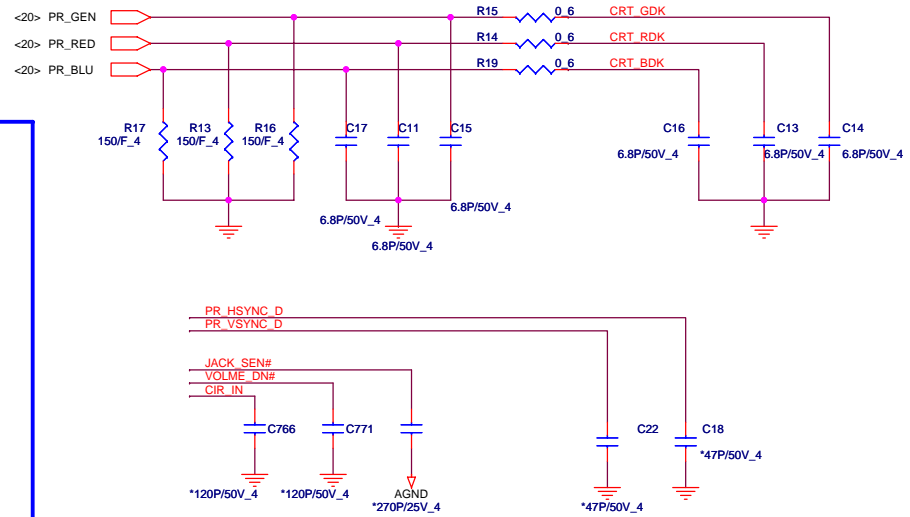 <20> PR_GEN R15 0_6 CRT_GDK
<20> PR_RED R14 0_6 CRT_RDK
<20> PR_BLU R19 0_6 CRT_BDK
R17 R13 R16 C17 C11 C15 C16 C13 C14
150/F_4 150/F_4 150/F_4
6.8P/50V_4 6.8P/50V_4 6.8P/50V_4
6.8P/50V_4
6.8P/50V_4
6.8P/50V_4
PR_HSYNC_D
PR_VSYNC_D
JACK_SEN#
VOLME_DN#
CIR_IN
C766 C771 C22 C18
*47P/50V_4
*120P/50V_4 *120P/50V_4 AGND
*270P/25V_4 *47P/50V_4